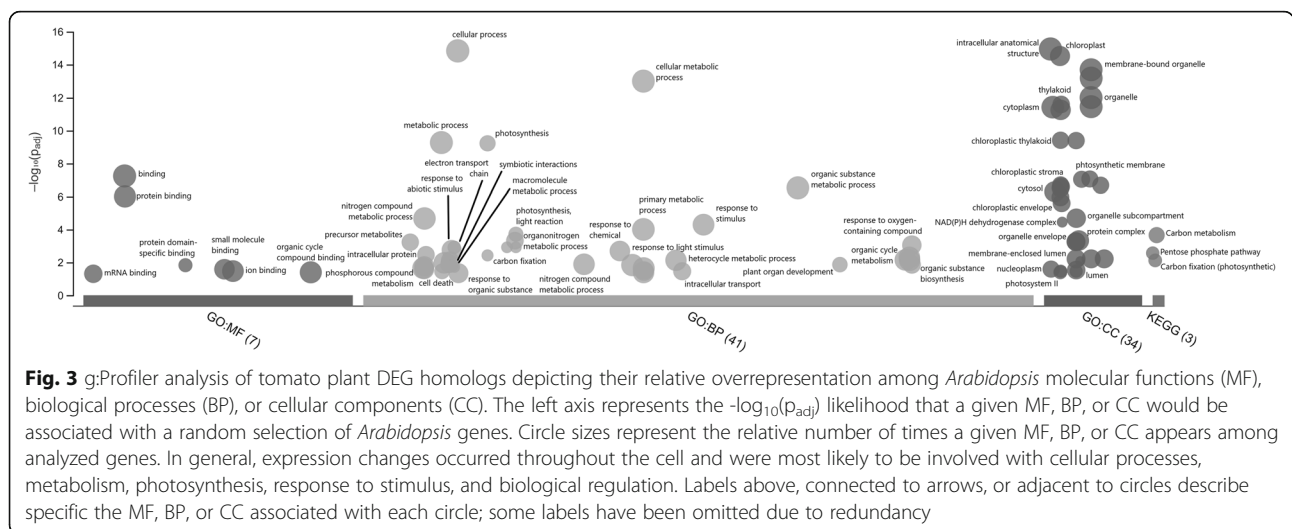 16
14
12
10
8
6
4
2
0
–log₁₀(p_adj)
binding
protein binding
mRNA binding
protein domain-
specific binding
small molecule
binding
ion binding
organic cycle
compound binding
cellular process
metabolic process
photosynthesis
electron transport
chain
symbiotic interactions
response to
abiotic stimulus
macromolecule
metabolic process
nitrogen compound
metabolic process
precursor metabolites
intracellular protein
phosphorous compound
metabolism
cell death
response to
organic substance
carbon fixation
photosynthesis,
light reaction
organonitrogen
metabolic process
cellular metabolic
process
primary metabolic
process
response to
chemical
response to light stimulus
nitrogen compound
metabolic process
heterocycle metabolic process
intracellular transport
response to
stimulus
organic substance
metabolic process
plant organ development
response to oxygen-
containing compound
organic cycle
metabolism
organic substance
biosynthesis
intracellular anatomical
structure
chloroplast
membrane-bound organelle
thylakoid
cytoplasm
organelle
chloroplastic thylakoid
chloroplastic stroma
phtosynthetic membrane
cytosol
chloroplastic envelope
NAD(P)H dehydrogenase complex
organelle subcompartment
organelle envelope
protein complex
membrane-enclosed lumen
nucleoplasm
photosystem II
lumen
Carbon metabolism
Pentose phosphate pathway
Carbon fixation (photosynthetic)
GO:MF (7)
GO:BP (41)
GO:CC (34)
KEGG (3)
Fig. 3 g:Profiler analysis of tomato plant DEG homologs depicting their relative overrepresentation among Arabidopsis molecular functions (MF),
biological processes (BP), or cellular components (CC). The left axis represents the -log₁₀(p_adj) likelihood that a given MF, BP, or CC would be
associated with a random selection of Arabidopsis genes. Circle sizes represent the relative number of times a given MF, BP, or CC appears among
analyzed genes. In general, expression changes occurred throughout the cell and were most likely to be involved with cellular processes,
metabolism, photosynthesis, response to stimulus, and biological regulation. Labels above, connected to arrows, or adjacent to circles describe
specific the MF, BP, or CC associated with each circle; some labels have been omitted due to redundancy